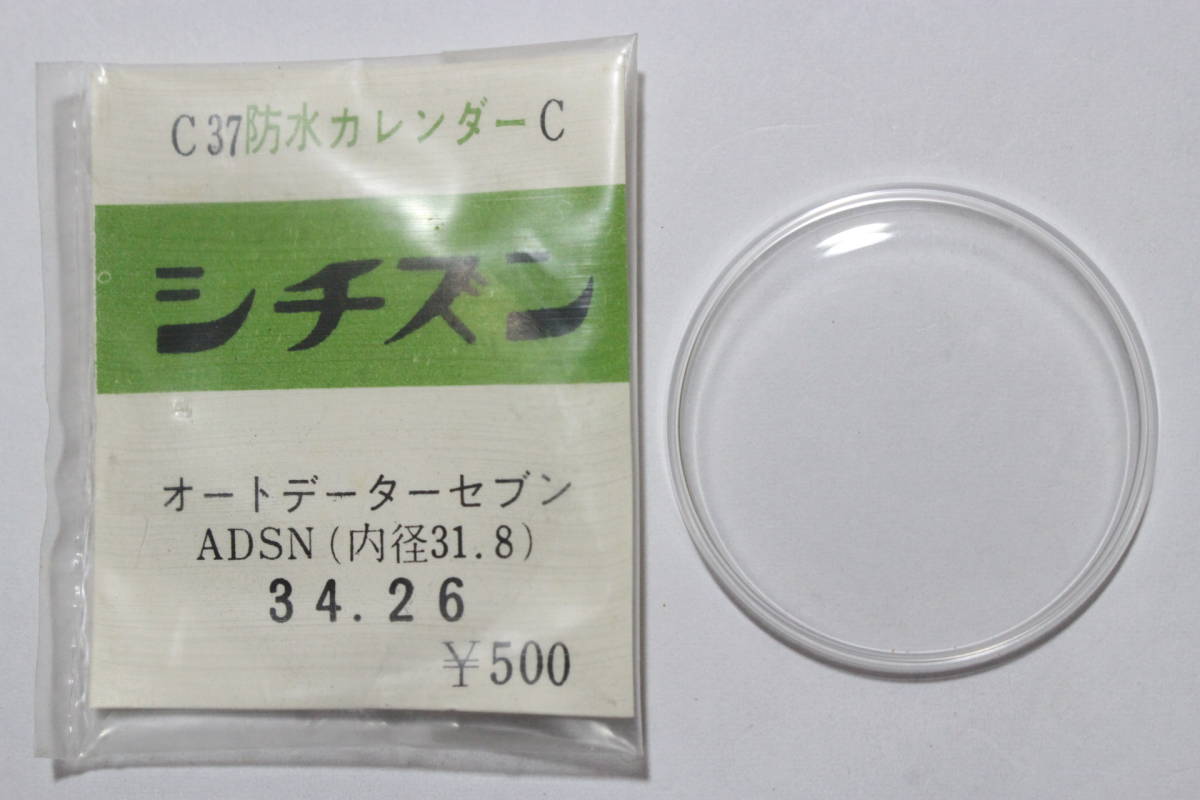 C37防水カレンダーC
シチズン
オートデーターセブン
ADSN(内径31.8)
34.26
¥500